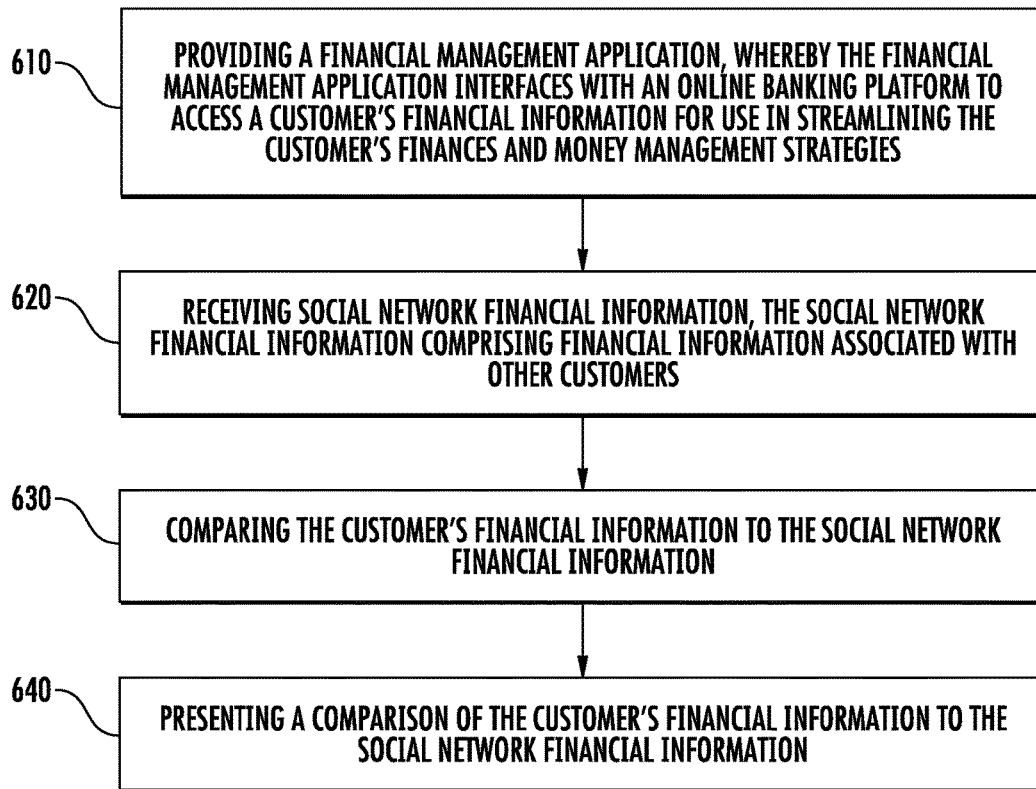 610
PROVIDING A FINANCIAL MANAGEMENT APPLICATION, WHEREBY THE FINANCIAL
MANAGEMENT APPLICATION INTERFACES WITH AN ONLINE BANKING PLATFORM TO
ACCESS A CUSTOMER'S FINANCIAL INFORMATION FOR USE IN STREAMLINING THE
CUSTOMER'S FINANCES AND MONEY MANAGEMENT STRATEGIES
620
RECEIVING SOCIAL NETWORK FINANCIAL INFORMATION, THE SOCIAL NETWORK
FINANCIAL INFORMATION COMPRISING FINANCIAL INFORMATION ASSOCIATED WITH
OTHER CUSTOMERS
630
COMPARING THE CUSTOMER'S FINANCIAL INFORMATION TO THE SOCIAL NETWORK
FINANCIAL INFORMATION
640
PRESENTING A COMPARISON OF THE CUSTOMER'S FINANCIAL INFORMATION TO THE
SOCIAL NETWORK FINANCIAL INFORMATION